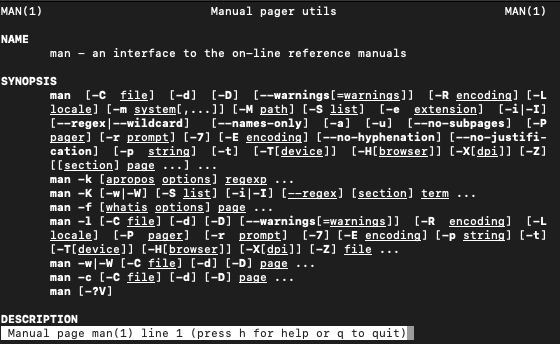 MAN(1) Manual pager utils MAN(1)
NAME
man – an interface to the on-line reference manuals
SYNOPSIS
man [-C file] [-d] [-D] [--warnings[=warnings]] [-R encoding] [-L
locale] [-m system[,...]] [-M path] [-S list] [-e extension] [-i|-I]
[--regex|--wildcard] [--names-only] [-a] [-u] [--no-subpages] [-P
pager] [-r prompt] [-7] [-E encoding] [--no-hyphenation] [--no-justifi-
cation] [-p string] [-t] [-T[device]] [-H[browser]] [-X[dpi]] [-Z]
[[section] page ...] ...
man -k [apropos options] regexp ...
man -K [-w|-W] [-S list] [-i|-I] [--regex] [section] term ...
man -f [whatis options] page ...
man -l [-C file] [-d] [-D] [--warnings[=warnings]] [-R encoding] [-L
locale] [-P pager] [-r prompt] [-7] [-E encoding] [-p string] [-t]
[-T[device]] [-H[browser]] [-X[dpi]] [-Z] file ...
man -w|-W [-C file] [-d] [-D] page ...
man -c [-C file] [-d] [-D] page ...
man [-?V]
DESCRIPTION
Manual page man(1) line 1 (press h for help or q to quit)